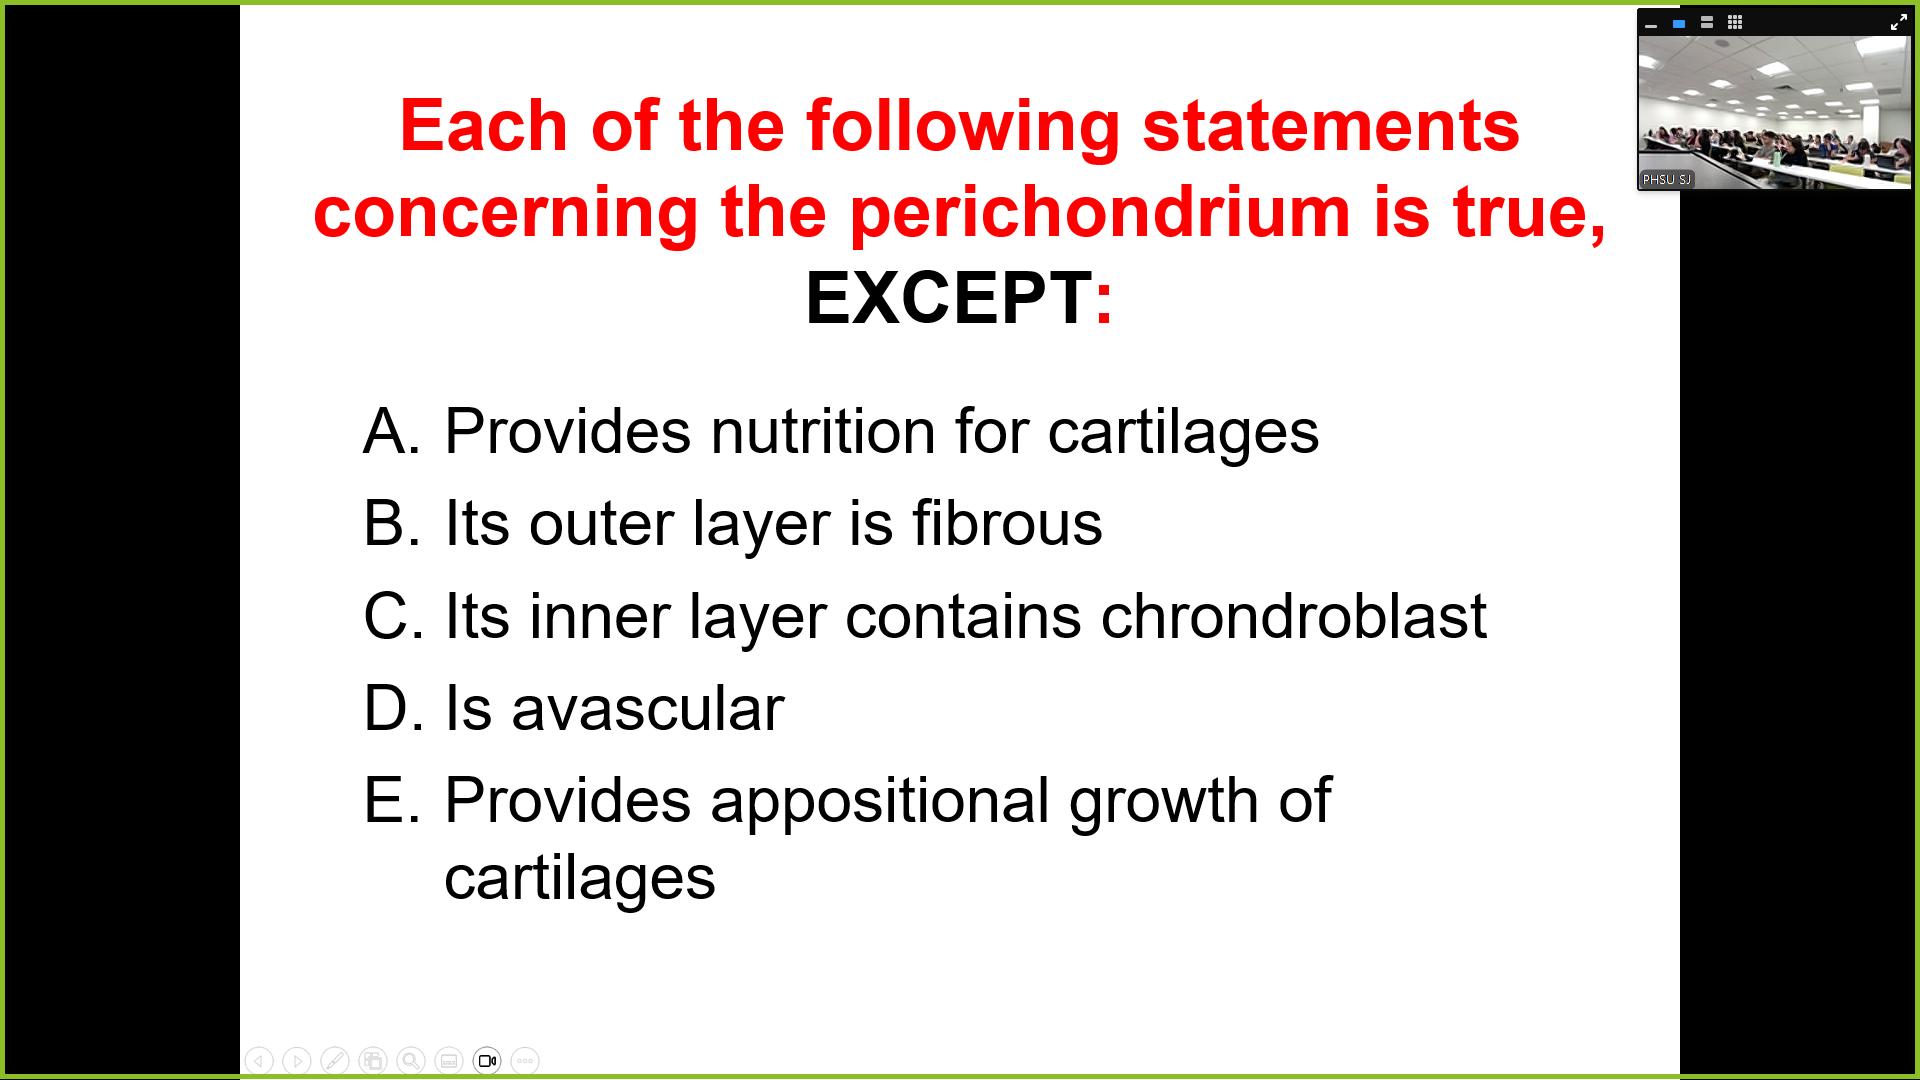 Each of the following statements
concerning the perichondrium is true,
EXCEPT:
A. Provides nutrition for cartilages
B. Its outer layer is fibrous
C. Its inner layer contains chrondroblast
D. Is avascular
E. Provides appositional growth of
cartilages
PHSU SJ